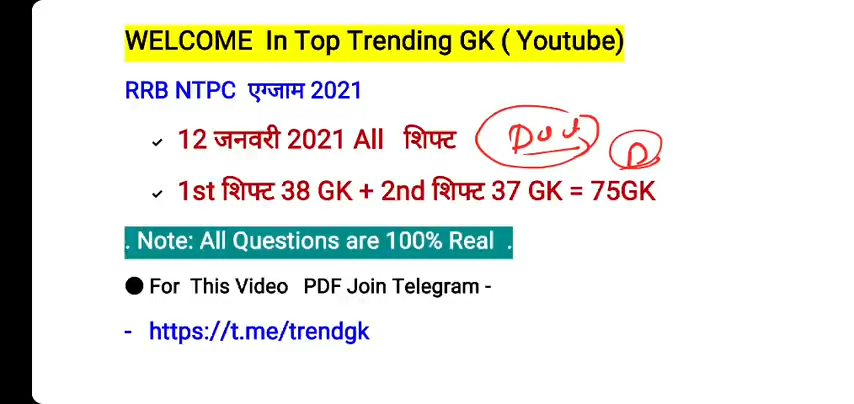 WELCOME In Top Trending GK ( Youtube)
RRB NTPC एग्जाम 2021
✓ 12 जनवरी 2021 All शिफ्ट
D
✓ 1st शिफ्ट 38 GK + 2nd शिफ्ट 37 GK = 75GK
. Note: All Questions are 100% Real .
● For This Video PDF Join Telegram -
- https://t.me/trendgk